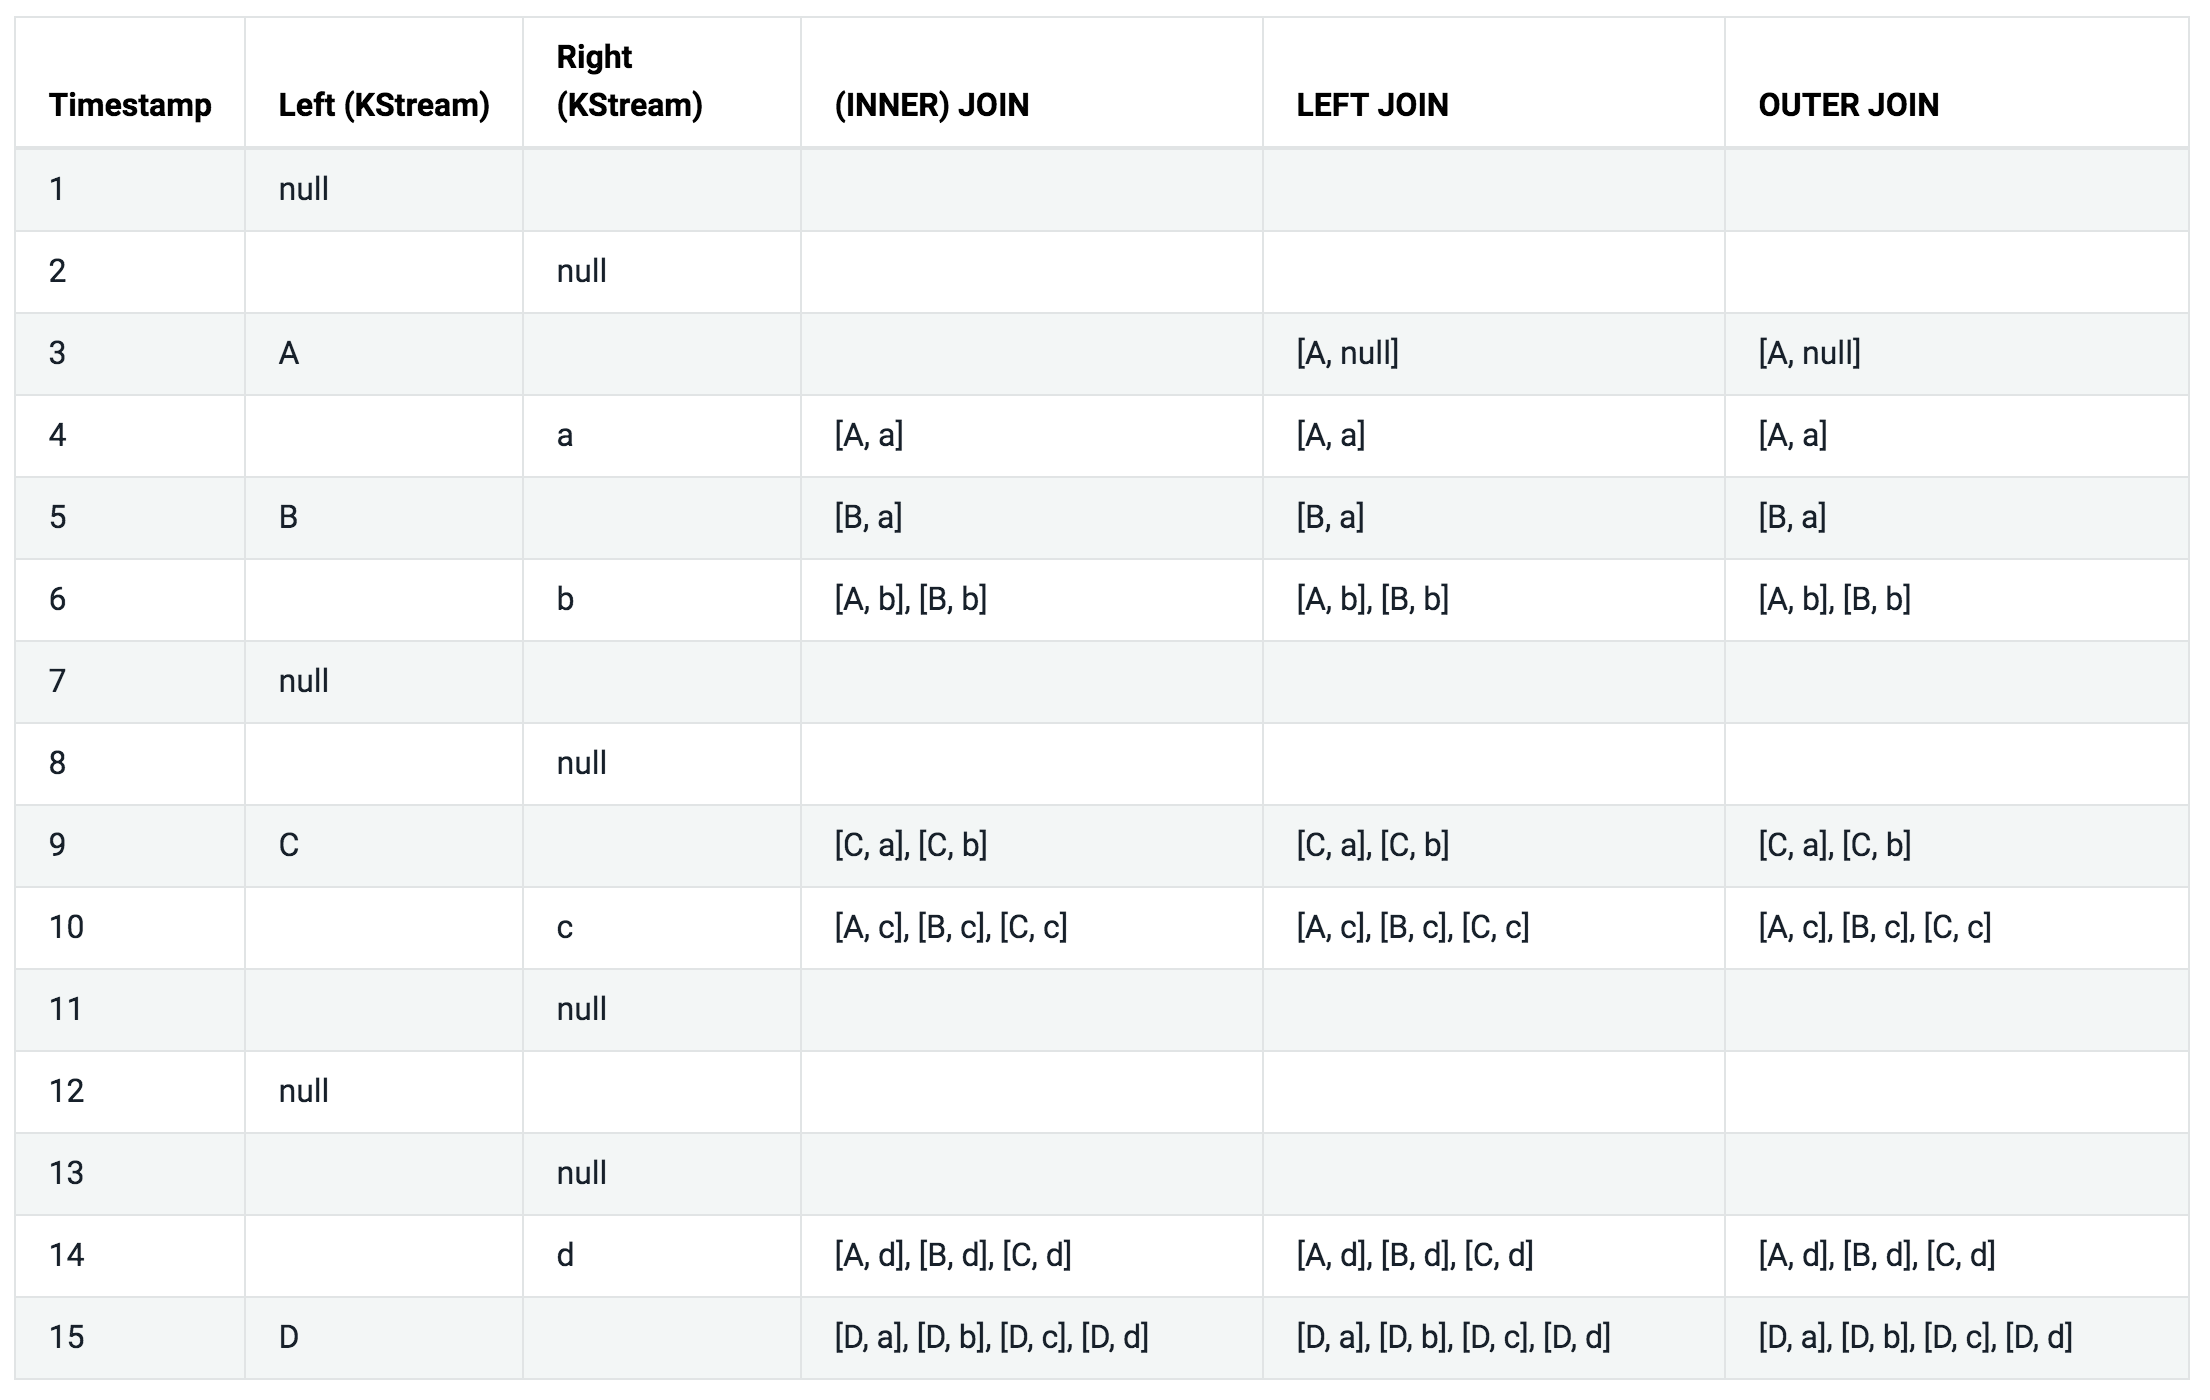 Timestamp Left (KStream) Right (KStream) (INNER) JOIN LEFT JOIN OUTER JOIN
1 null
2 null
3 A [A, null] [A, null]
4 a [A, a] [A, a] [A, a]
5 B [B, a] [B, a] [B, a]
6 b [A, b], [B, b] [A, b], [B, b] [A, b], [B, b]
7 null
8 null
9 C [C, a], [C, b] [C, a], [C, b] [C, a], [C, b]
10 c [A, c], [B, c], [C, c] [A, c], [B, c], [C, c] [A, c], [B, c], [C, c]
11 null
12 null
13 null
14 d [A, d], [B, d], [C, d] [A, d], [B, d], [C, d] [A, d], [B, d], [C, d]
15 D [D, a], [D, b], [D, c], [D, d] [D, a], [D, b], [D, c], [D, d] [D, a], [D, b], [D, c], [D, d]